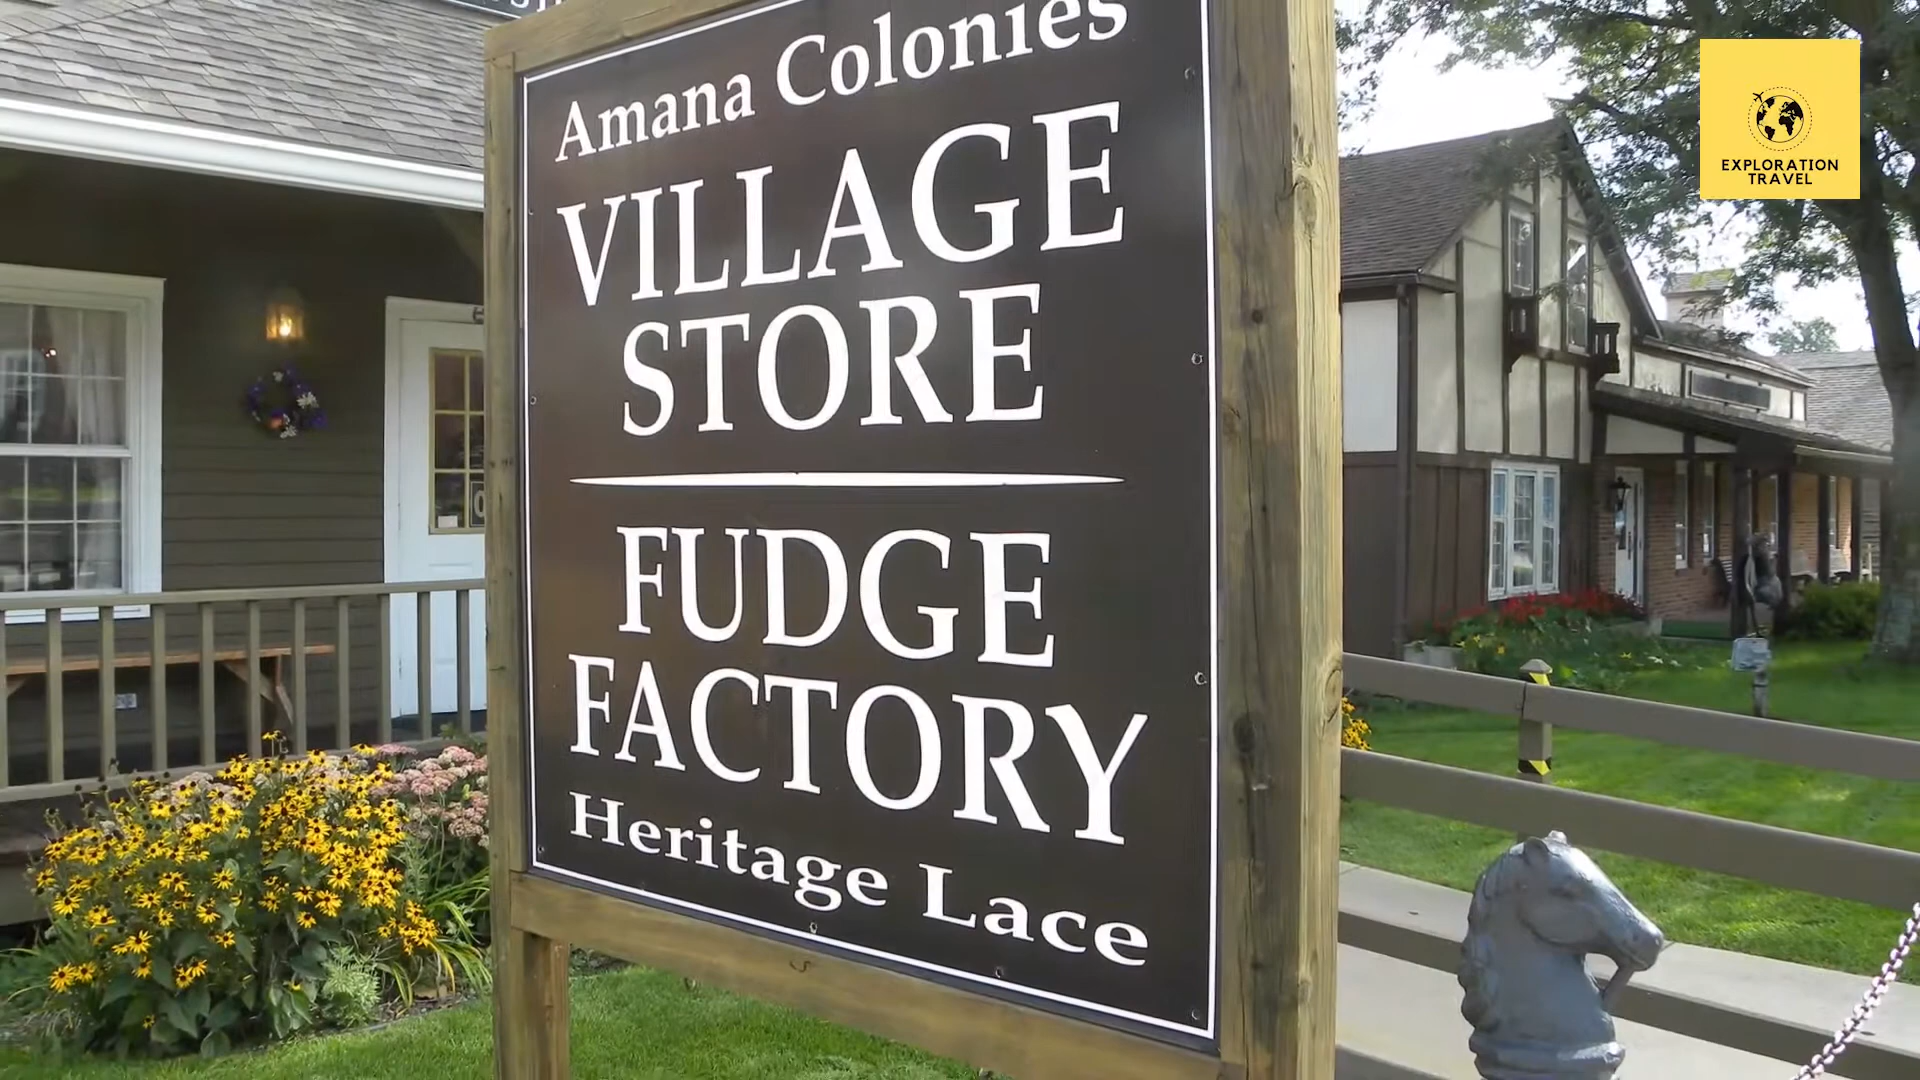 Amana Colonies
VILLAGE
STORE
FUDGE
FACTORY
Heritage Lace
EXPLORATION
TRAVEL